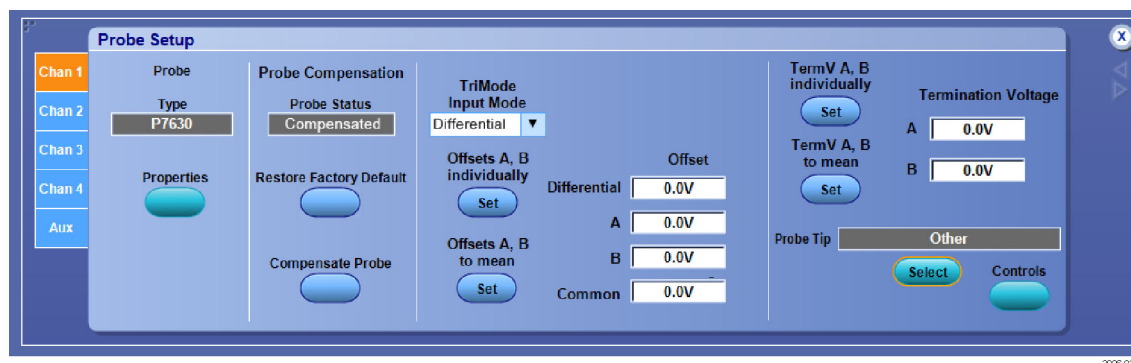 Probe Setup
X
Chan 1
Chan 2
Chan 3
Chan 4
Aux
Probe
Type
P7630
Properties
Probe Compensation
Probe Status
Compensated
Restore Factory Default
Compensate Probe
TriMode
Input Mode
Differential
Offsets A, B
individually
Set
Offsets A, B
to mean
Set
Offset
Differential 0.0V
A 0.0V
B 0.0V
Common 0.0V
TermV A, B
individually
Set
TermV A, B
to mean
Set
Termination Voltage
A 0.0V
B 0.0V
Probe Tip Other
Select
Controls